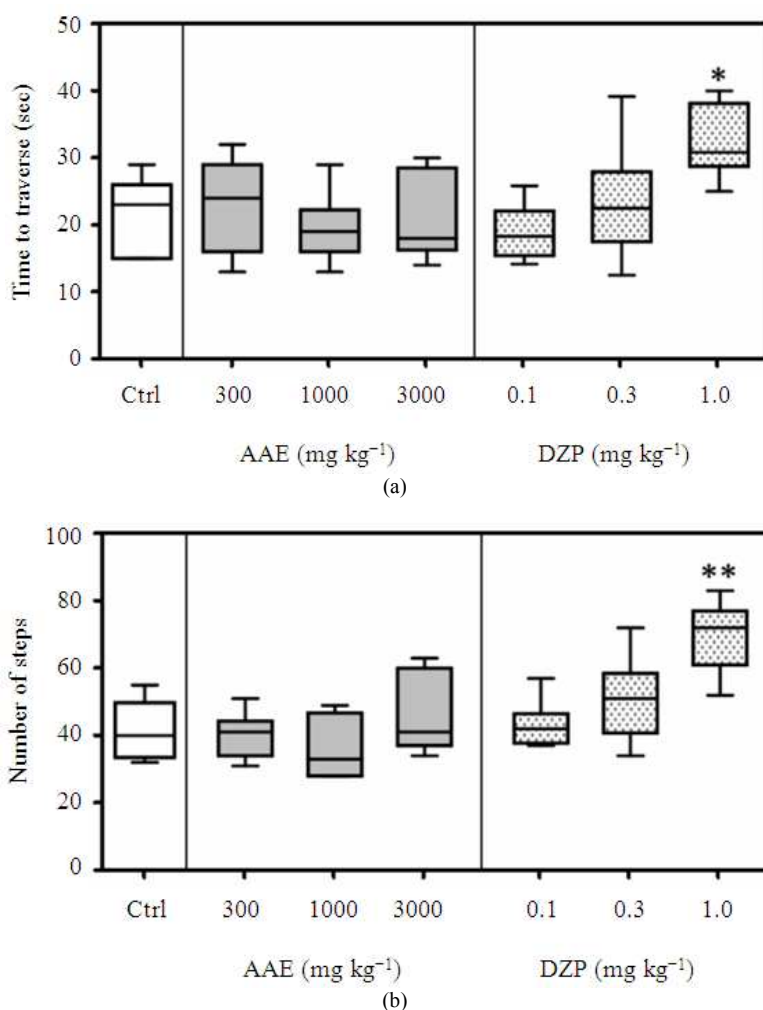 50
40
30
20
10
0
Time to traverse (sec)
*
Ctrl 300 1000 3000 0.1 0.3 1.0
AAE (mg kg⁻¹) DZP (mg kg⁻¹)
(a)
100
80
60
40
20
0
Number of steps
**
Ctrl 300 1000 3000 0.1 0.3 1.0
AAE (mg kg⁻¹) DZP (mg kg⁻¹)
(b)